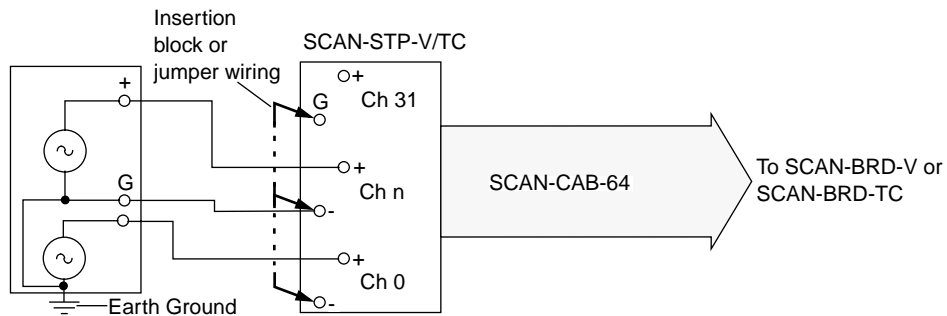 Insertion
block or
jumper wiring
SCAN-STP-V/TC
+
G
+
G
Ch 31
+
Ch n
-
+
Ch 0
-
SCAN-CAB-64
To SCAN-BRD-V or
SCAN-BRD-TC
Earth Ground